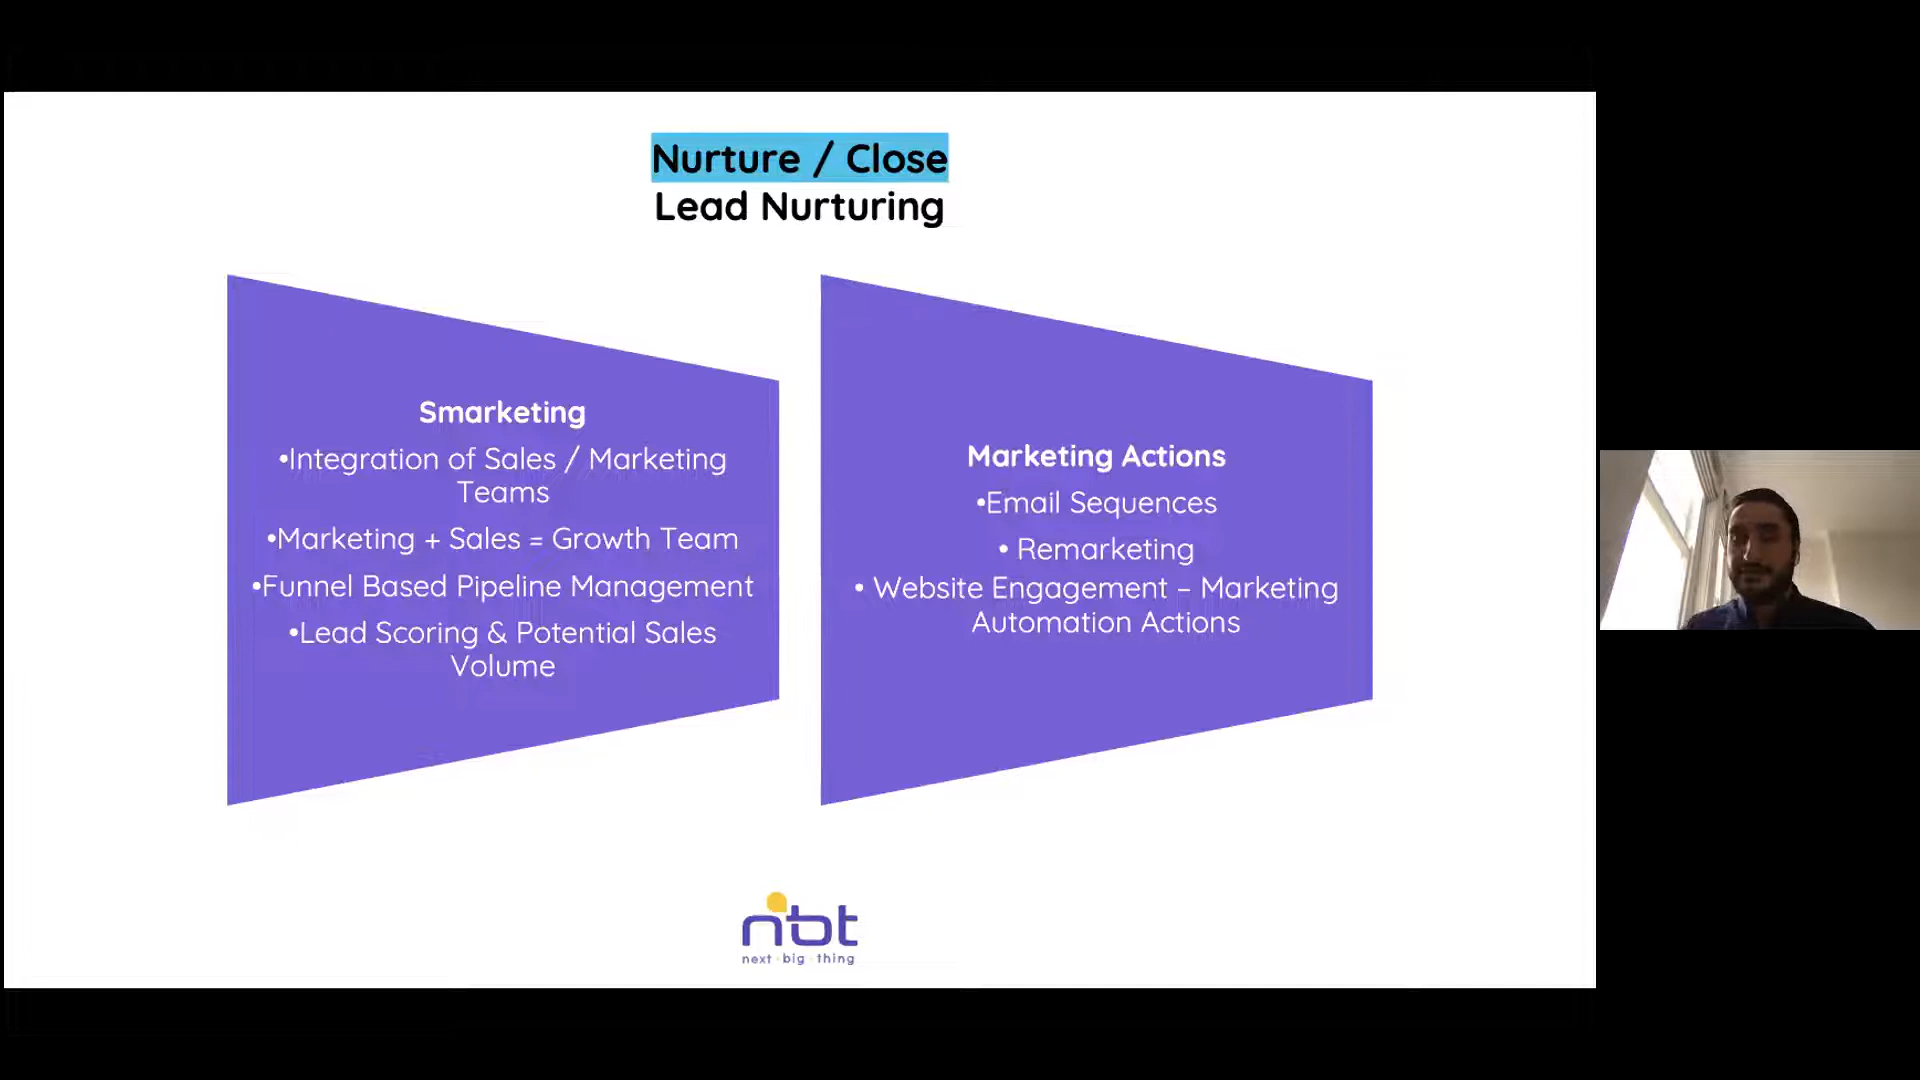 Nurture / Close
Lead Nurturing
Smarketing
•Integration of Sales / Marketing
Teams
•Marketing + Sales = Growth Team
•Funnel Based Pipeline Management
•Lead Scoring & Potential Sales
Volume
Marketing Actions
•Email Sequences
• Remarketing
• Website Engagement – Marketing
Automation Actions
nbt
next · big · thing